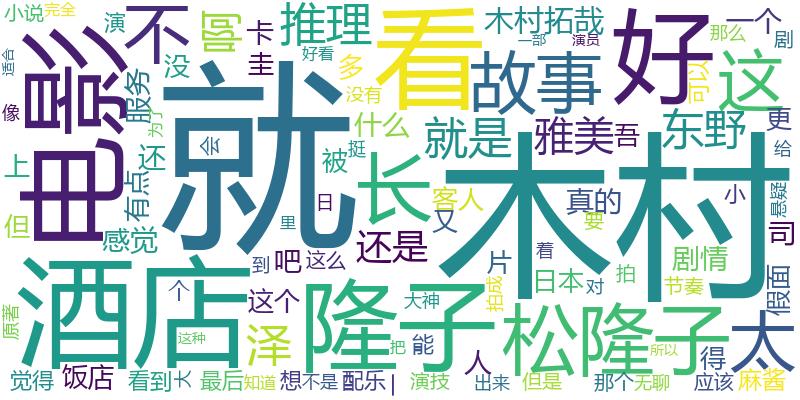 小说
完全
演
不
啊
卡
推理
看
木村拓哉
好
一个
那么
剧
适合
电影
服务
没
圭
好看
多
没有
一部
演员
故事
可以
这
像
为了
就
会
什么
就是
雅美
吾
东野
更
给
上
还
被
挺
长
木村
小
悬疑
但
有点
感觉
里
日
客人
又
真的
要
司
酒店
到
吧
这么
还是
片
着
日本
对
拍
剧情
节奏
假面
原著
个
这个
隆子
大神
拍成
松隆子
太
这种
泽
把
能
人
所以
得
觉得
饭店
看到
天
最后
知道
想
不是
配乐
|
演技
出来
但是
那个
无聊
应该
麻酱